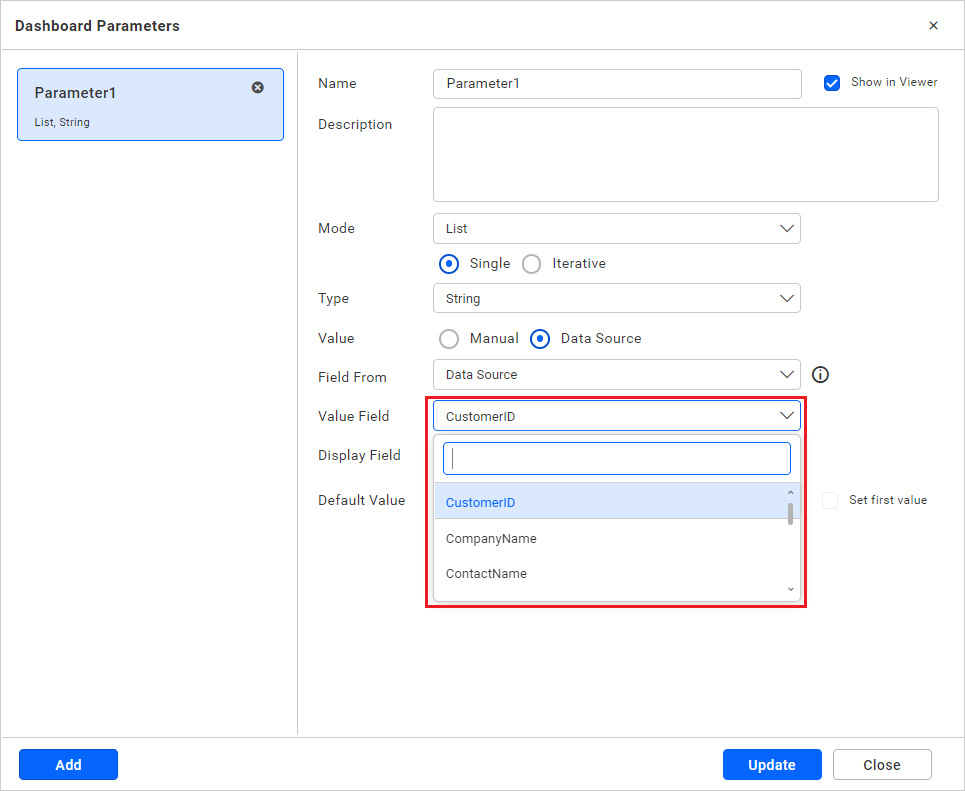 Dashboard Parameters
Parameter1
List, String
Name
Parameter1
Show in Viewer
Description
Mode
List
Single
Iterative
Type
String
Value
Manual
Data Source
Field From
Data Source
Value Field
CustomerID
Display Field
CustomerID
Default Value
Set first value
CompanyName
ContactName
Add
Update
Close